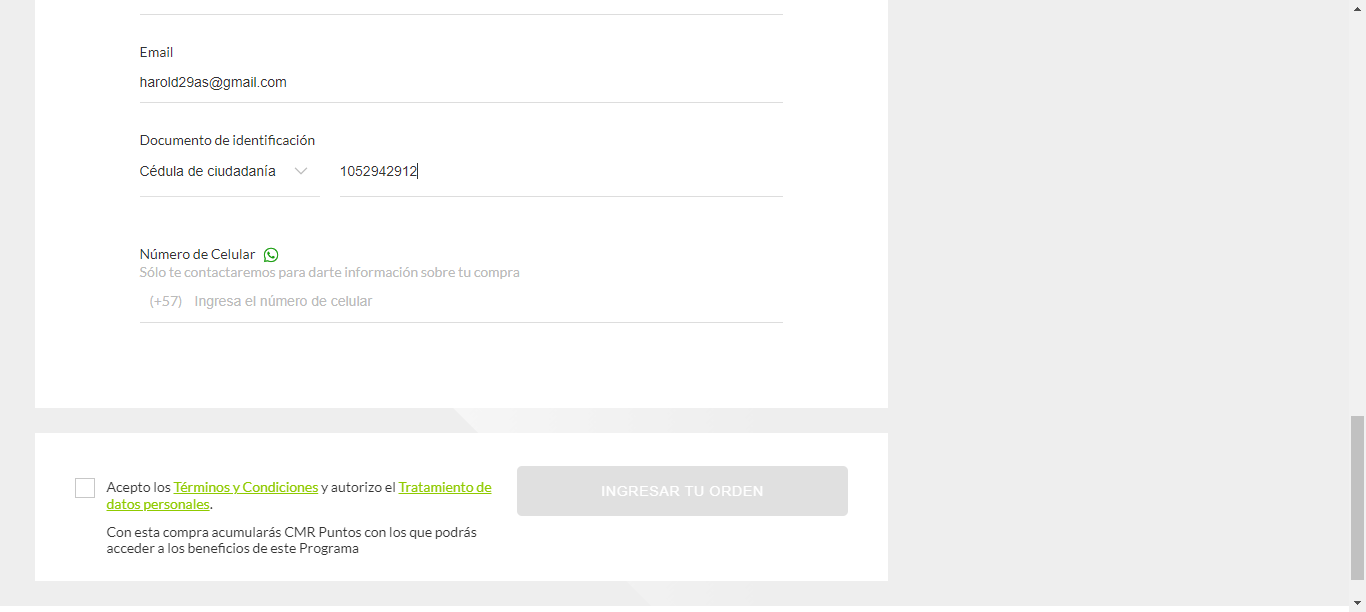 Email
harold29as@gmail.com
Documento de identificación
Cédula de ciudadanía 1052942912
Número de Celular
Sólo te contactaremos para darte información sobre tu compra
(+57) Ingresa el número de celular
Acepto los Términos y Condiciones y autorizo el Tratamiento de
datos personales.
INGRESAR TU ORDEN
Con esta compra acumularás CMR Puntos con los que podrás
acceder a los beneficios de este Programa